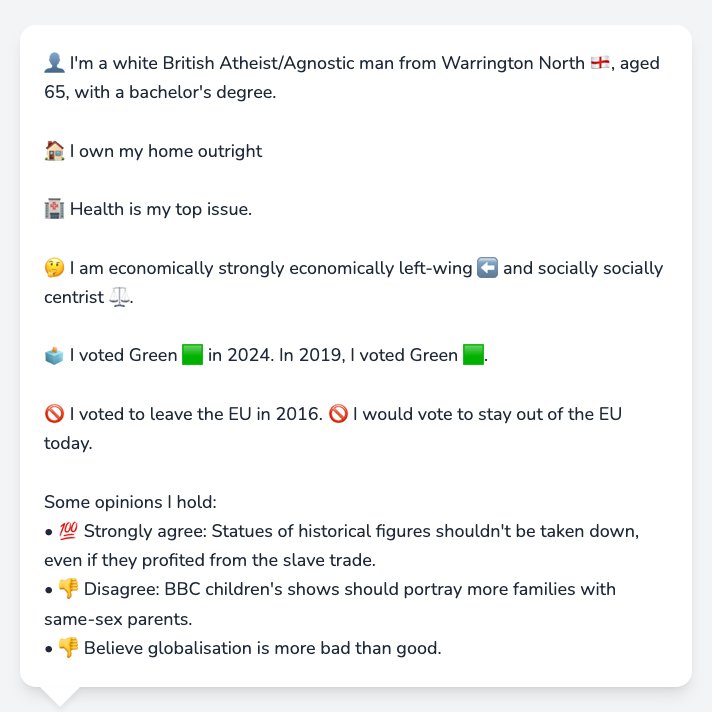 👤 I'm a white British Atheist/Agnostic man from Warrington North 🏴󠁧󠁢󠁥󠁮󠁧󠁿, aged
65, with a bachelor's degree.
🏠 I own my home outright
🏥 Health is my top issue.
🤔 I am economically strongly economically left-wing ⬅️ and socially socially
centrist ⚖️.
🗳️ I voted Green 🟩 in 2024. In 2019, I voted Green 🟩.
🚫 I voted to leave the EU in 2016. 🚫 I would vote to stay out of the EU
today.
Some opinions I hold:
• 💯 Strongly agree: Statues of historical figures shouldn't be taken down,
even if they profited from the slave trade.
• 👎 Disagree: BBC children's shows should portray more families with
same-sex parents.
• 👎 Believe globalisation is more bad than good.